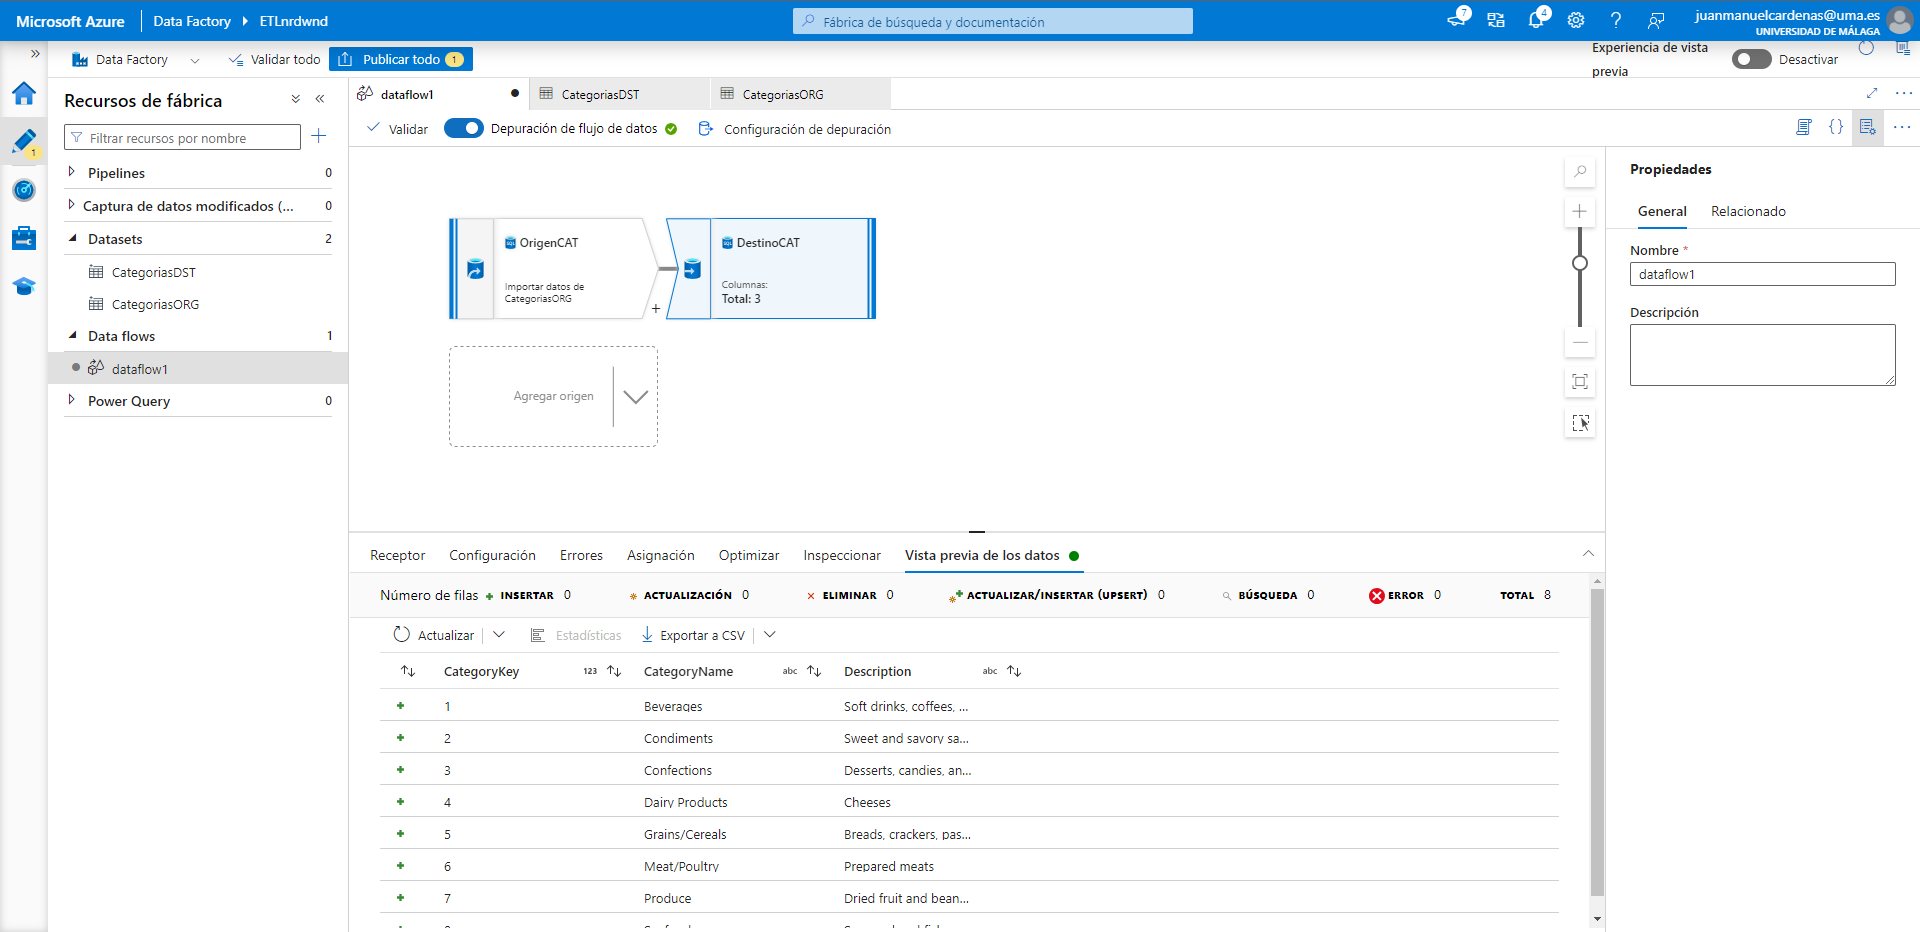 Microsoft Azure
Data Factory
ETLnrdwnd
Fábrica de búsqueda y documentación
7
4
juanmanuelcardenas@uma.es
UNIVERSIDAD DE MÁLAGA
Data Factory
Validar todo
Publicar todo
1
Experiencia de vista
previa
Desactivar
Recursos de fábrica
Filtrar recursos por nombre
1
Pipelines
0
Captura de datos modificados (...
0
Datasets
2
CategoriasDST
CategoriasORG
Data flows
1
dataflow1
Power Query
0
dataflow1
CategoriasDST
CategoriasORG
Validar
Depuración de flujo de datos
Configuración de depuración
OrigenCAT
Importar datos de
CategoriasORG
DestinoCAT
Columnas:
Total: 3
Agregar origen
Propiedades
General
Relacionado
Nombre *
dataflow1
Descripción
Receptor
Configuración
Errores
Asignación
Optimizar
Inspeccionar
Vista previa de los datos
Número de filas
INSERTAR 0
ACTUALIZACIÓN 0
ELIMINAR 0
ACTUALIZAR/INSERTAR (UPSERT) 0
BÚSQUEDA 0
ERROR 0
TOTAL 8
Actualizar
Estadísticas
Exportar a CSV
CategoryKey 123
CategoryName abc
Description abc
1 Beverages Soft drinks, coffees, ...
2 Condiments Sweet and savory sa...
3 Confections Desserts, candies, an...
4 Dairy Products Cheeses
5 Grains/Cereals Breads, crackers, pas...
6 Meat/Poultry Prepared meats
7 Produce Dried fruit and bean...